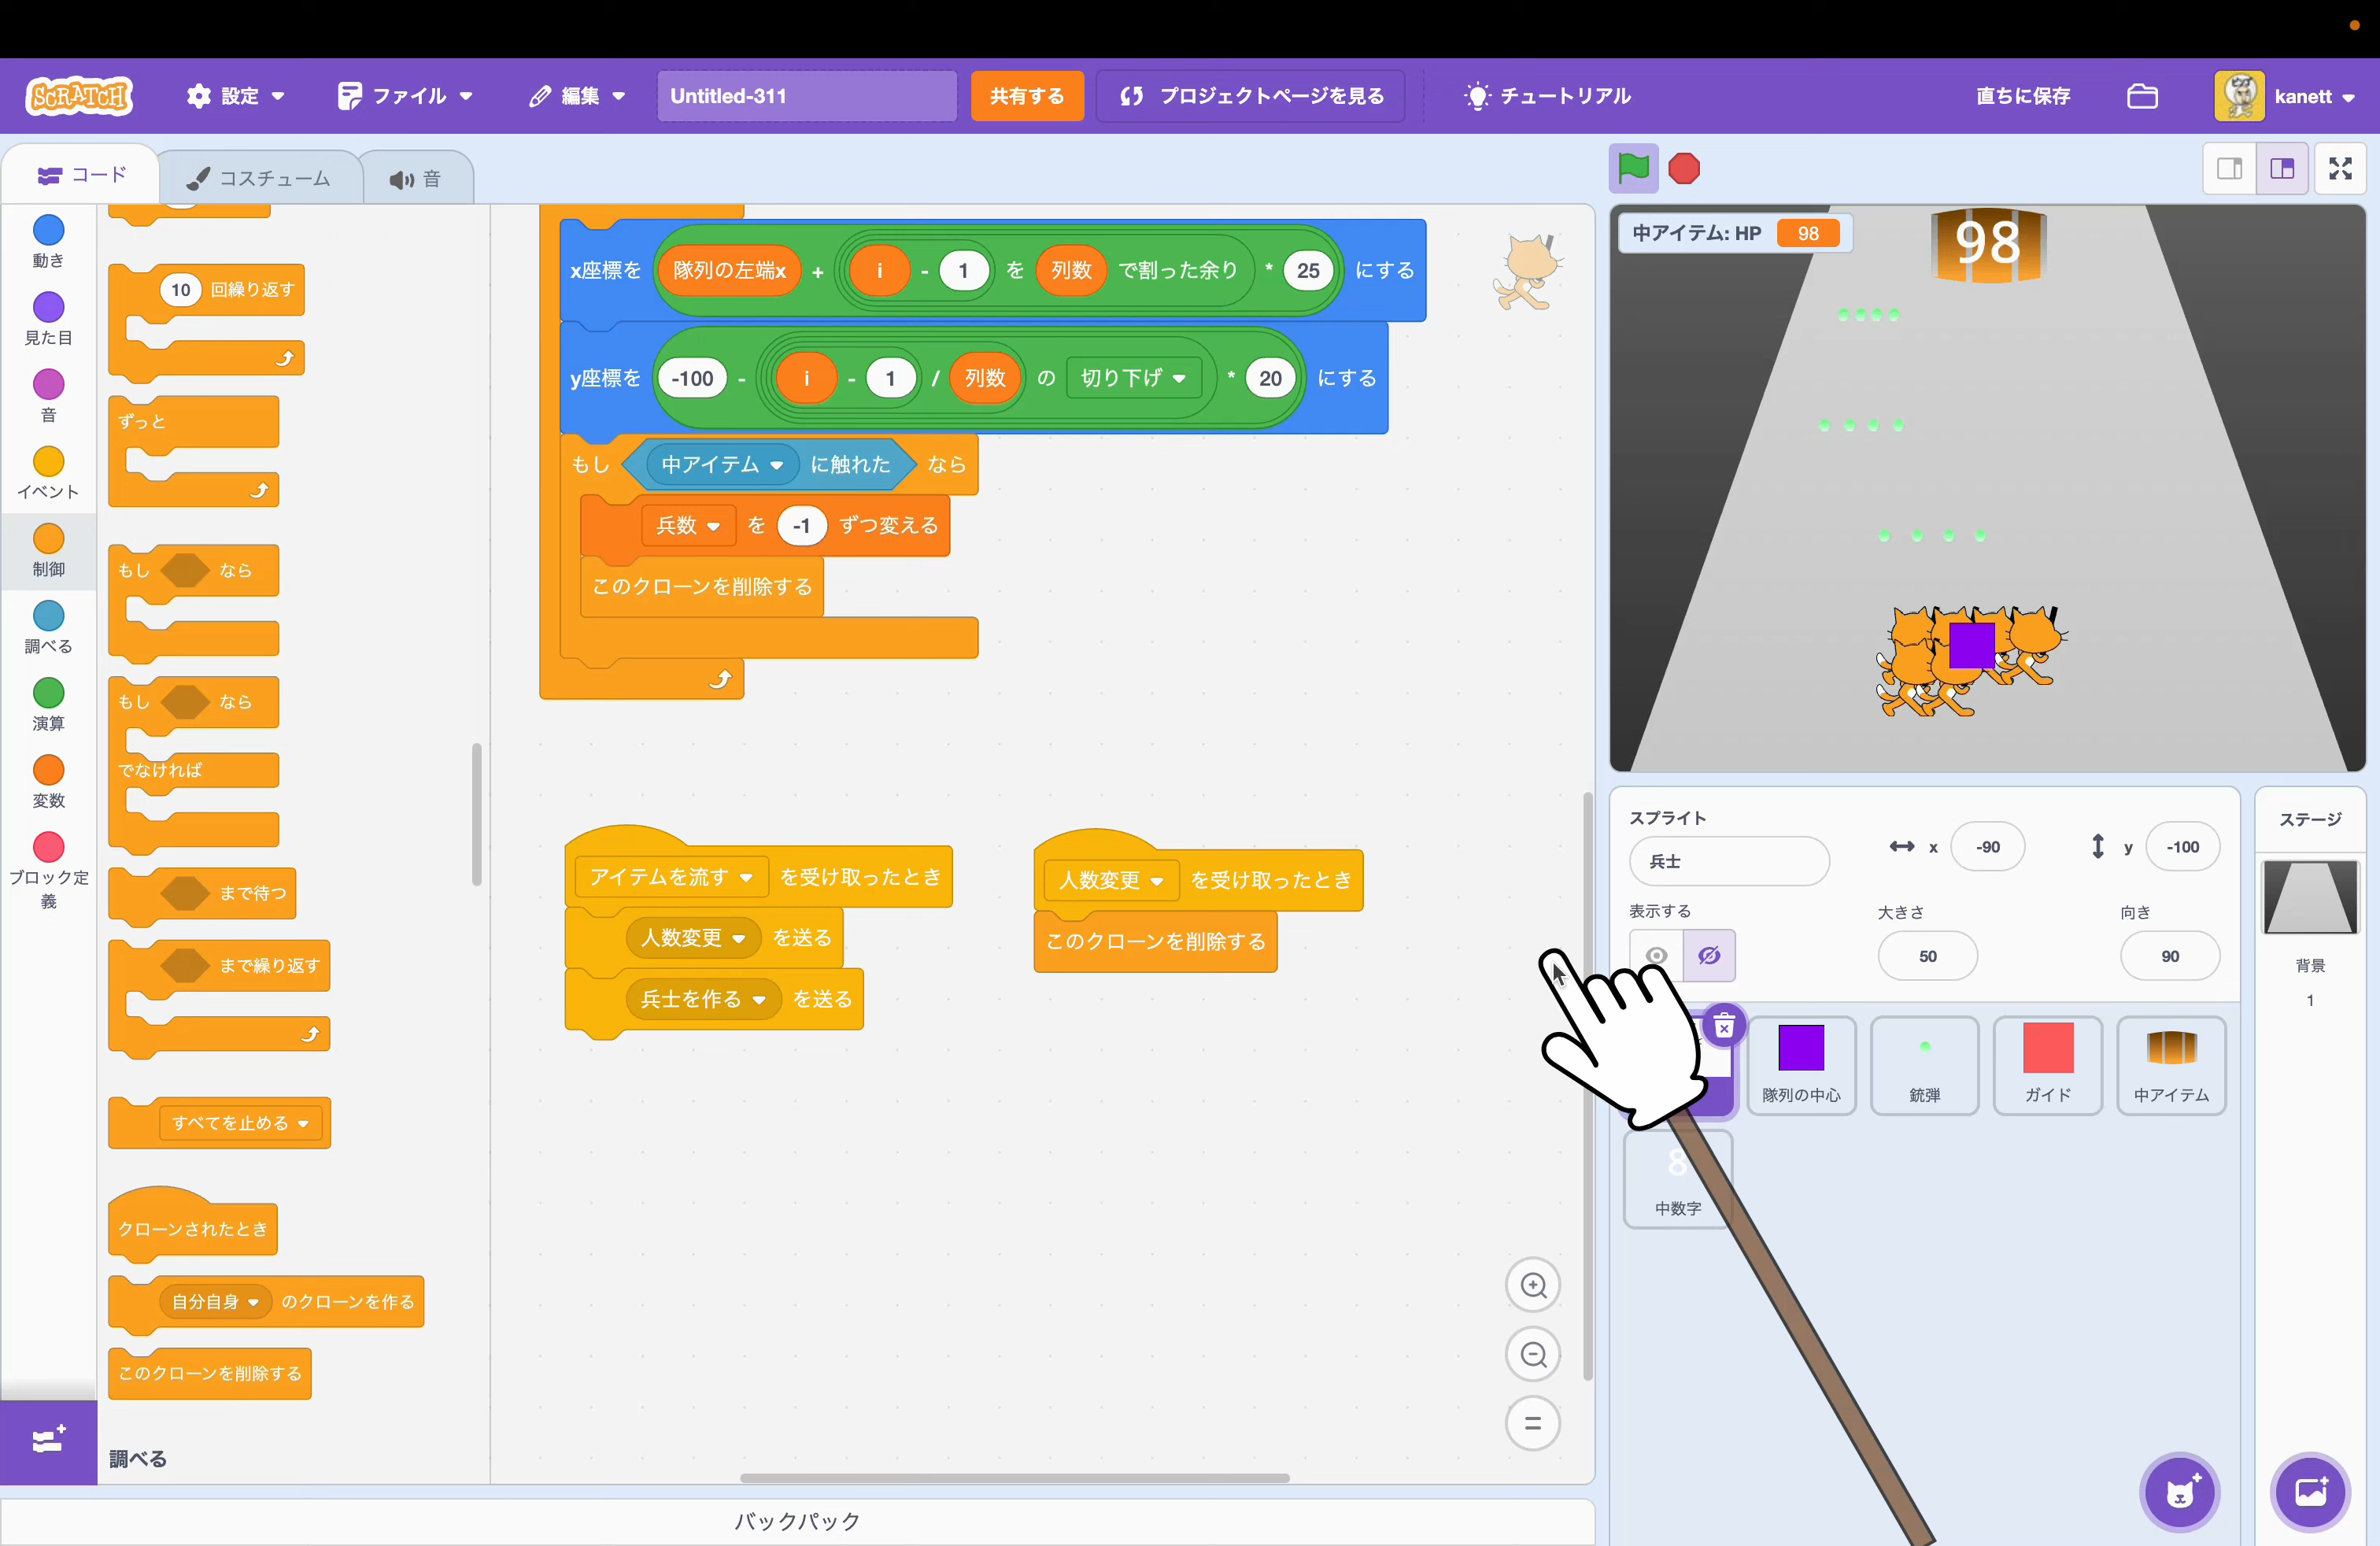 SCRATCH 設定 ファイル 編集 Untitled-311 共有する プロジェクトページを見る チュートリアル 直ちに保存 kanett
コード コスチューム 音
動き
見た目
音
イベント
制御
調べる
演算
変数
ブロック定
義
10 回繰り返す
ずっと
もし なら
もし なら
でなければ
まで待つ
まで繰り返す
すべてを止める
クローンされたとき
自分自身 のクローンを作る
このクローンを削除する
調べる
x座標を 隊列の左端x + i - 1 を 列数 で割った余り * 25 にする
y座標を -100 - i - 1 / 列数 の 切り下げ * 20 にする
もし 中アイテム に触れた なら
兵数 を -1 ずつ変える
このクローンを削除する
アイテムを流す を受け取ったとき
人数変更 を送る
兵士を作る を送る
人数変更 を受け取ったとき
このクローンを削除する
バックパック
中アイテム: HP 98
98
スプライト
兵士 x -90 y -100
表示する 大きさ 向き
50 90
隊列の中心 銃弾 ガイド 中アイテム
8
中数字
ステージ
背景
1